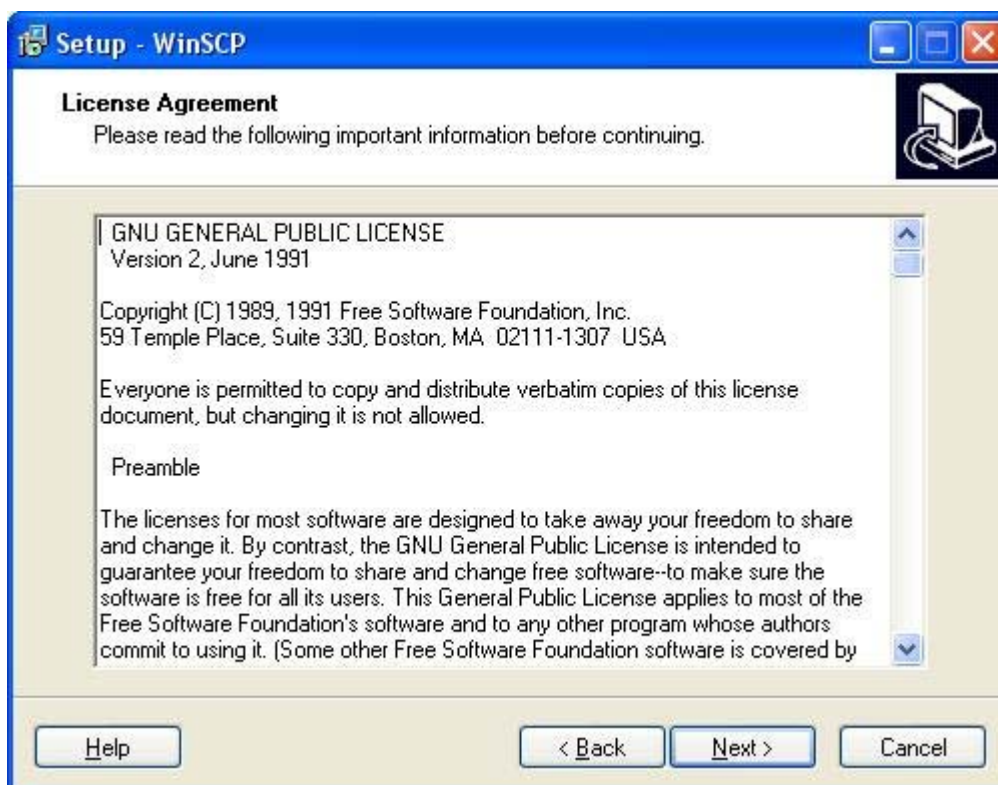 Setup - WinSCP
License Agreement
Please read the following important information before continuing.
GNU GENERAL PUBLIC LICENSE
Version 2, June 1991
Copyright (C) 1989, 1991 Free Software Foundation, Inc.
59 Temple Place, Suite 330, Boston, MA  02111-1307  USA
Everyone is permitted to copy and distribute verbatim copies of this license
document, but changing it is not allowed.
Preamble
The licenses for most software are designed to take away your freedom to share
and change it. By contrast, the GNU General Public License is intended to
guarantee your freedom to share and change free software--to make sure the
software is free for all its users. This General Public License applies to most of the
Free Software Foundation's software and to any other program whose authors
commit to using it. (Some other Free Software Foundation software is covered by
Help
< Back
Next >
Cancel